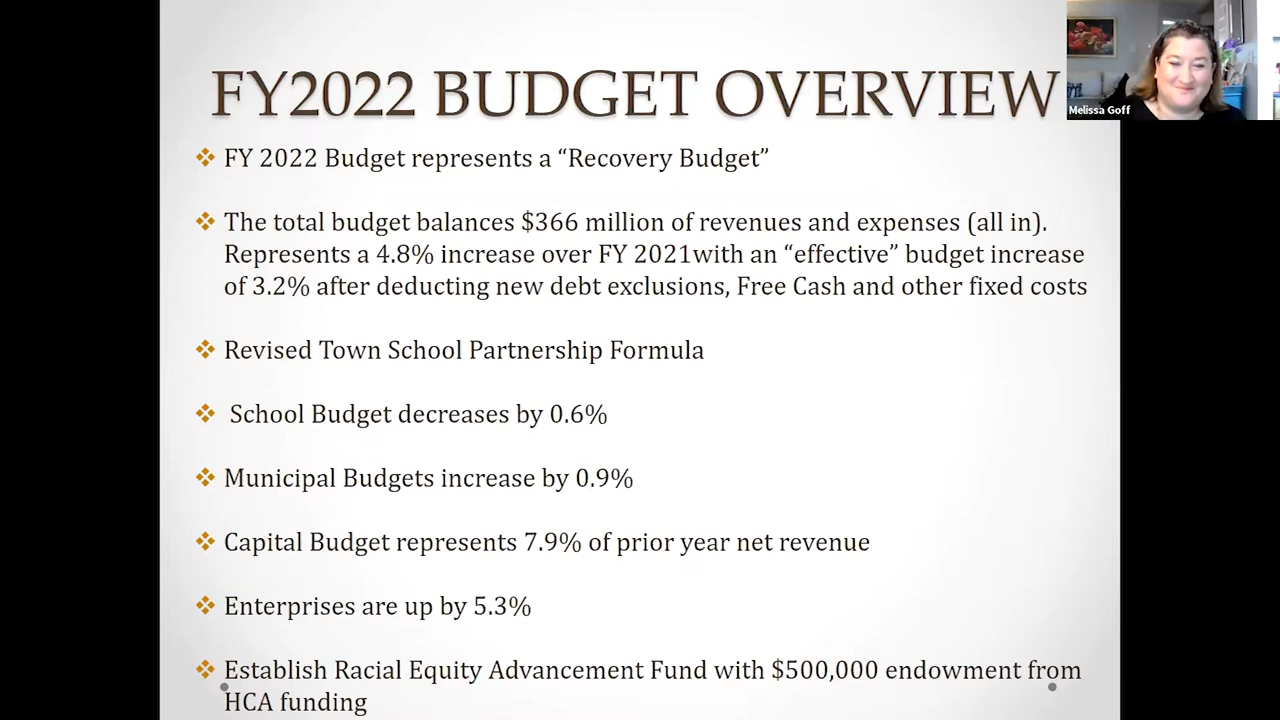 FY2022 BUDGET OVERVIEW
Melissa Goff
FY 2022 Budget represents a “Recovery Budget”
The total budget balances $366 million of revenues and expenses (all in).
Represents a 4.8% increase over FY 2021with an “effective” budget increase
of 3.2% after deducting new debt exclusions, Free Cash and other fixed costs
Revised Town School Partnership Formula
School Budget decreases by 0.6%
Municipal Budgets increase by 0.9%
Capital Budget represents 7.9% of prior year net revenue
Enterprises are up by 5.3%
Establish Racial Equity Advancement Fund with $500,000 endowment from
HCA funding